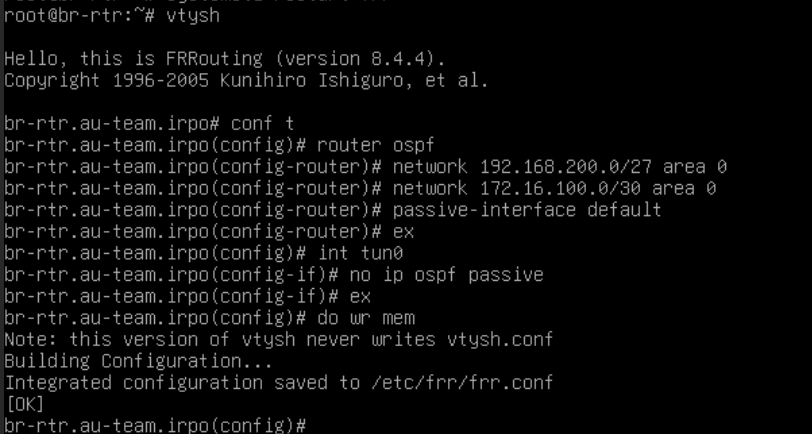 root@br-rtr:~# vtysh
Hello, this is FRRouting (version 8.4.4).
Copyright 1996-2005 Kunihiro Ishiguro, et al.
br-rtr.au-team.irpo# conf t
br-rtr.au-team.irpo(config)# router ospf
br-rtr.au-team.irpo(config-router)# network 192.168.200.0/27 area 0
br-rtr.au-team.irpo(config-router)# network 172.16.100.0/30 area 0
br-rtr.au-team.irpo(config-router)# passive-interface default
br-rtr.au-team.irpo(config-router)# ex
br-rtr.au-team.irpo(config)# int tun0
br-rtr.au-team.irpo(config-if)# no ip ospf passive
br-rtr.au-team.irpo(config-if)# ex
br-rtr.au-team.irpo(config)# do wr mem
Note: this version of vtysh never writes vtysh.conf
Building Configuration...
Integrated configuration saved to /etc/frr/frr.conf
[OK]
br-rtr.au-team.irpo(config)#